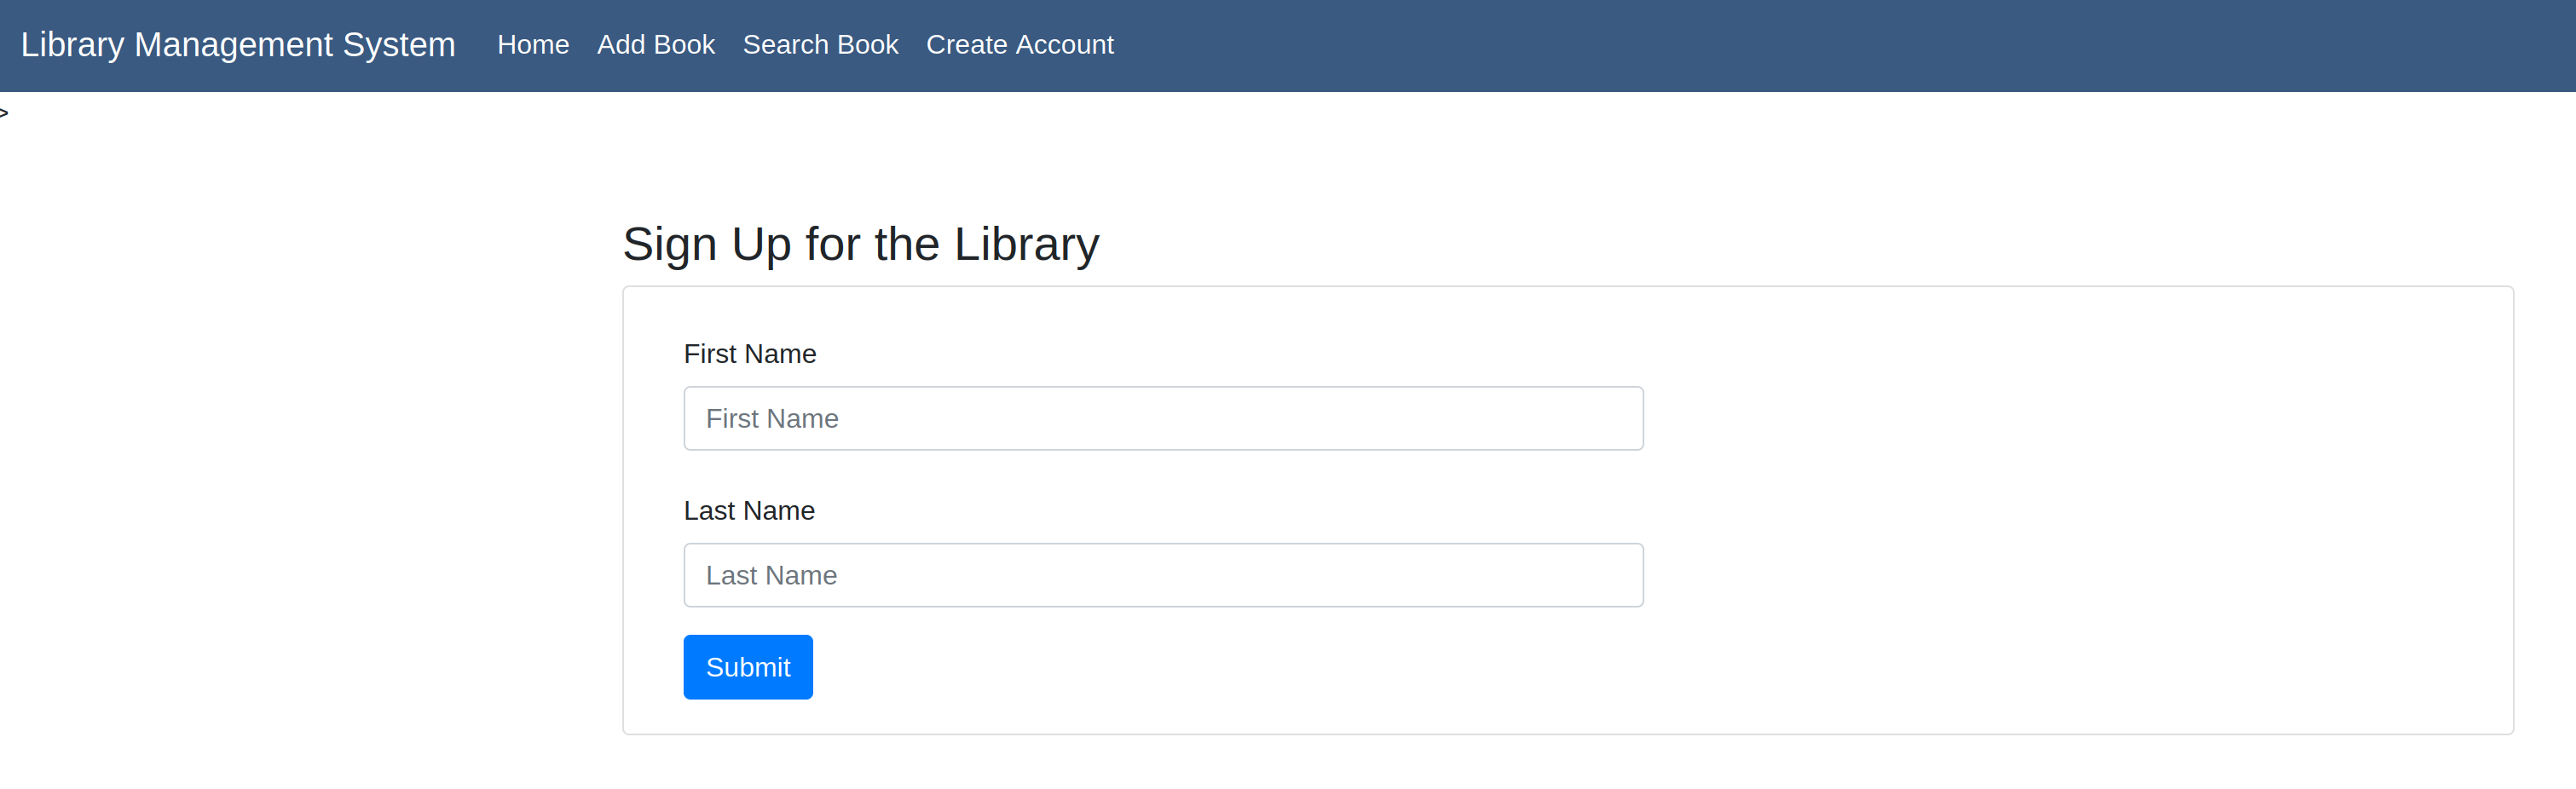 Library Management System Home Add Book Search Book Create Account
>
Sign Up for the Library
First Name
First Name
Last Name
Last Name
Submit